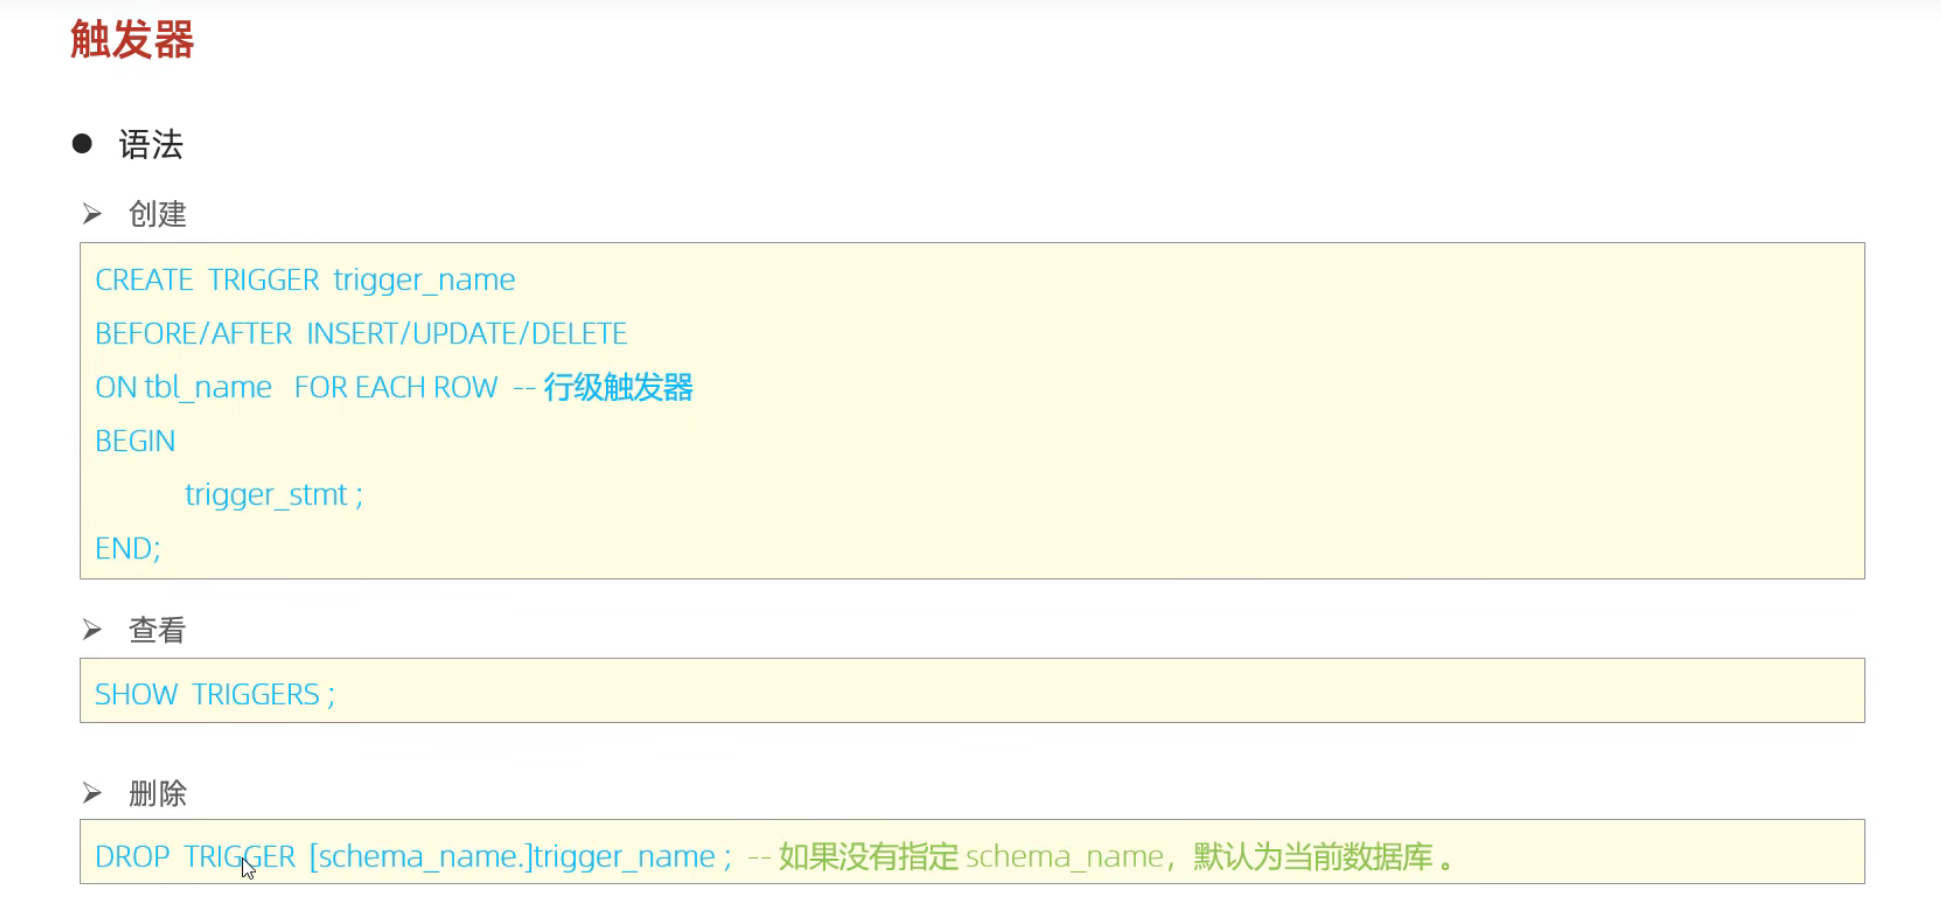 触发器
语法
创建
CREATE TRIGGER trigger_name
BEFORE/AFTER INSERT/UPDATE/DELETE
ON tbl_name FOR EACH ROW -- 行级触发器
BEGIN
trigger_stmt ;
END;
查看
SHOW TRIGGERS ;
删除
DROP TRIGGER [schema_name.]trigger_name ; -- 如果没有指定 schema_name，默认为当前数据库 。